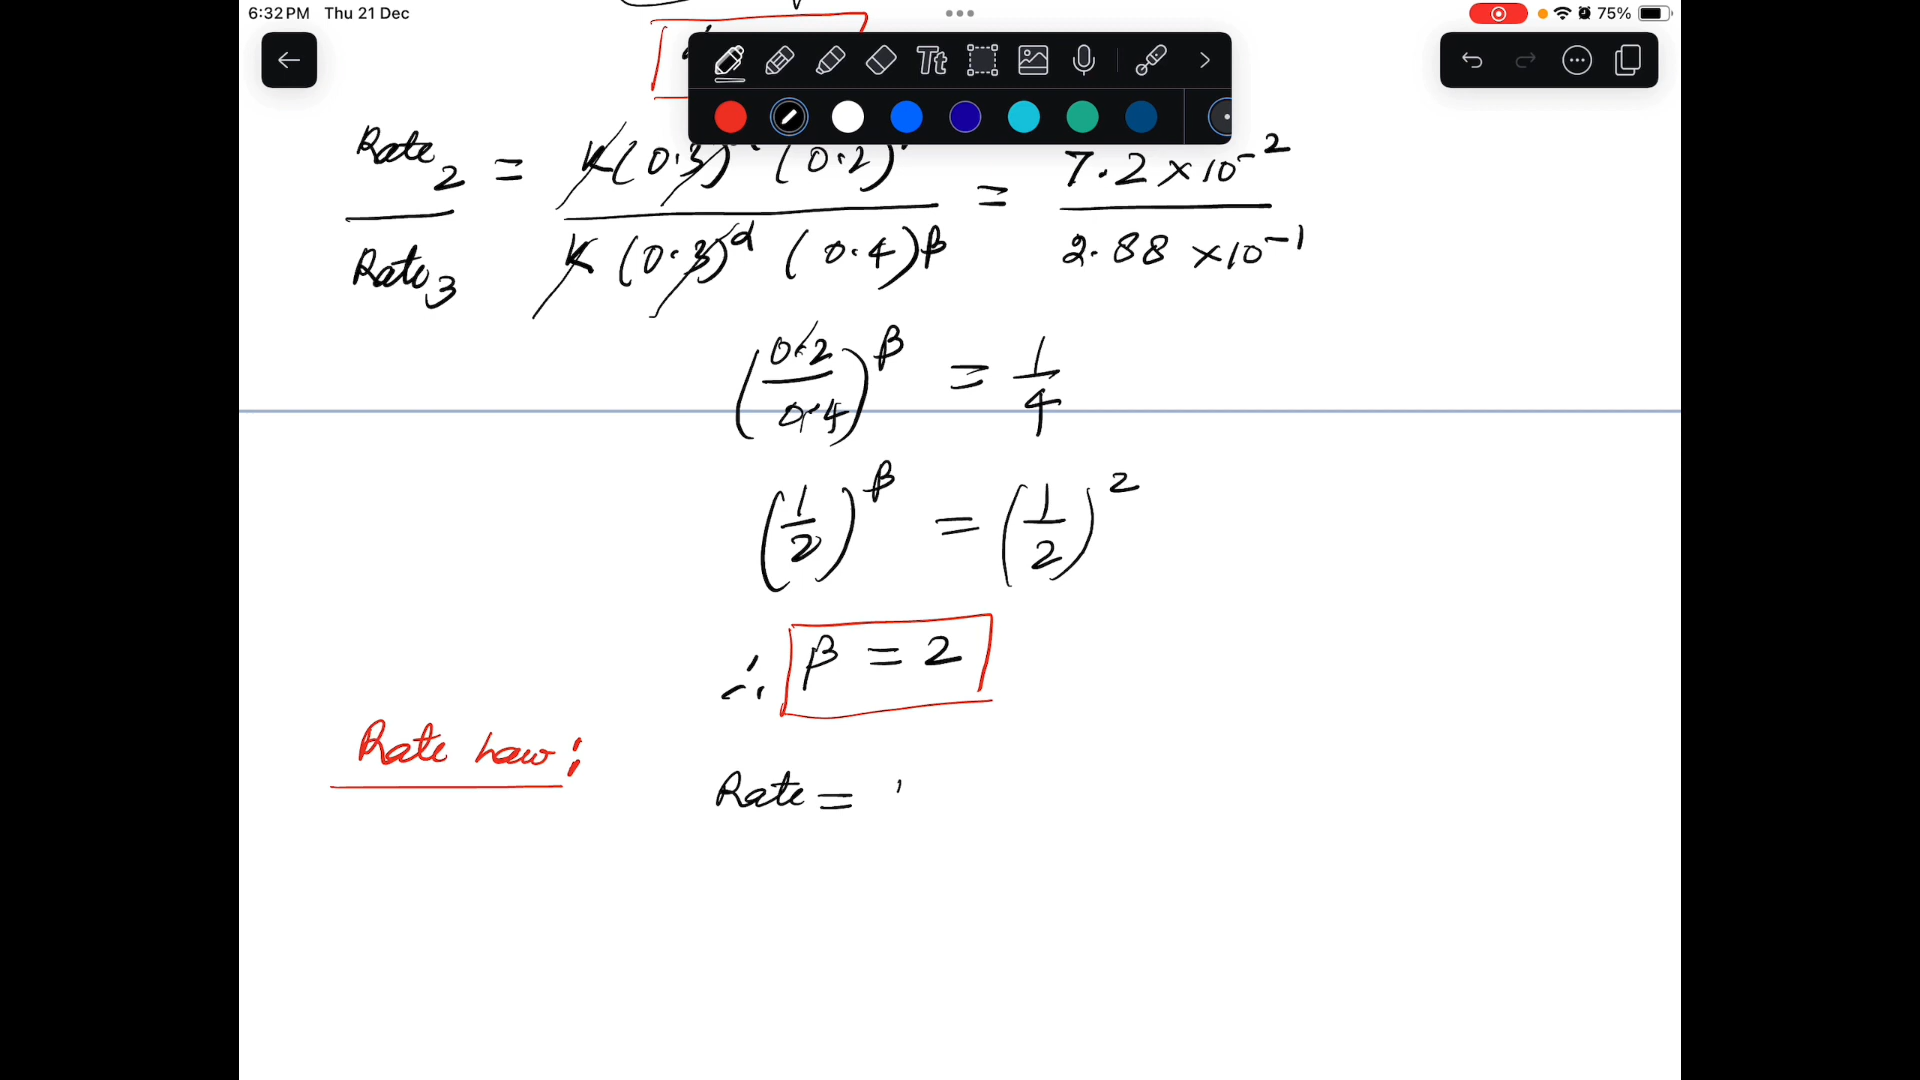 6:32 PM Thu 21 Dec
75%
Tt
Rate2 / Rate3 = K(0.3) (0.2) / K(0.3)^α (0.4)^β = 7.2 × 10^-2 / 2.88 × 10^-1
(0.2 / 0.4)^β = 1/4
(1/2)^β = (1/2)^2
∴ β = 2
Rate Law:
Rate =